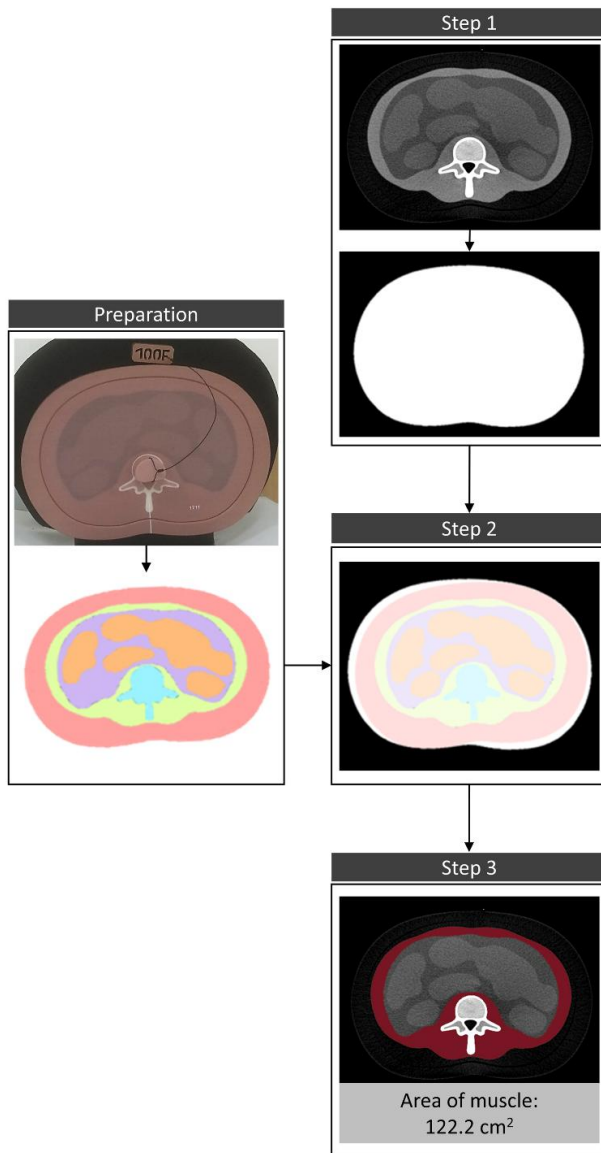 Step 1
Preparation
100F
Step 2
Step 3
Area of muscle:
122.2 cm²